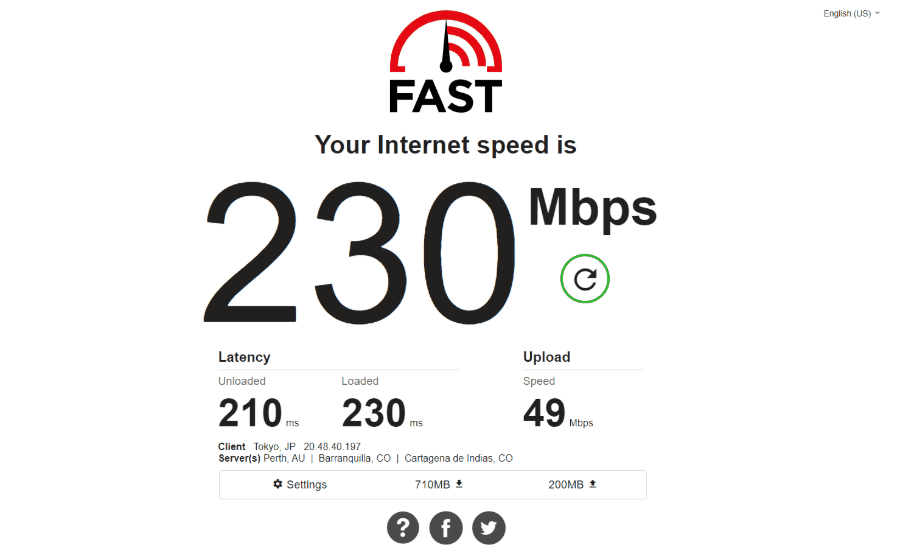 English (US)
FAST
Your Internet speed is
230 Mbps
Latency
Upload
Unloaded
Loaded
Speed
210 ms
230 ms
49 Mbps
Client Tokyo, JP 20.48.40.197
Server(s) Perth, AU | Barranquilla, CO | Cartagena de Indias, CO
Settings
710MB
200MB
?
f